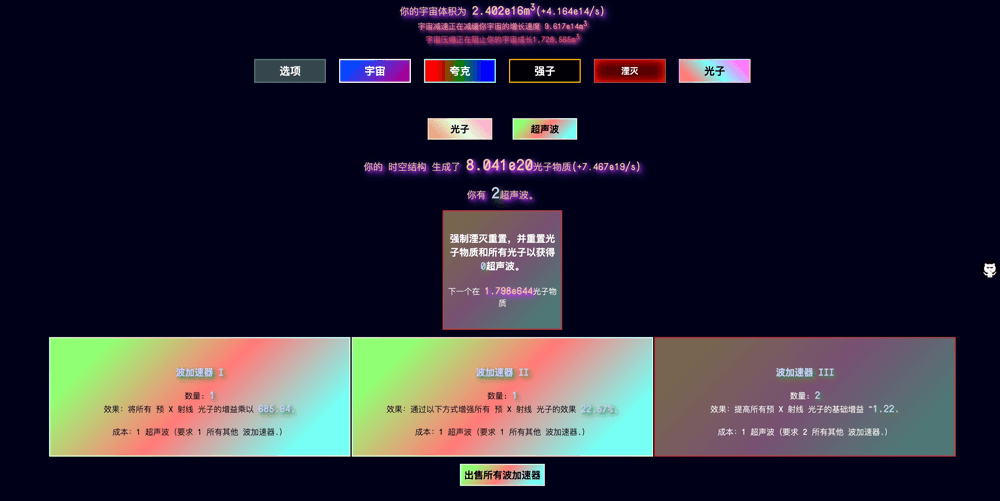 你的宇宙体积为 2.402e16m³(+4.164e14/s)
宇宙减速正在减缓你宇宙的增长速度 9.617e14m³
宇宙压缩正在阻止你的宇宙成长1,728,565m³
选项 宇宙 夸克 强子 湮灭 光子
光子 超声波
你的 时空结构 生成了 8.041e20光子物质(+7.467e19/s)
你有 2超声波。
强制湮灭重置, 并重置光
子物质和所有光子以获得
0超声波。
下一个在 1.798e644光子物
质
波加速器 I
数量: 1
效果: 将所有 预 X 射线 光子的增益乘以 685.84。
成本: 1 超声波 (要求 1 所有其他 波加速器.)
波加速器 II
数量: 1
效果: 通过以下方式增强所有 预 X 射线 光子的效果 22.67%。
成本: 1 超声波 (要求 1 所有其他 波加速器.)
波加速器 III
数量: 2
效果: 提高所有预 X 射线 光子的基础增益 ^1.22.
成本: 1 超声波 (要求 2 所有其他 波加速器.)
出售所有波加速器